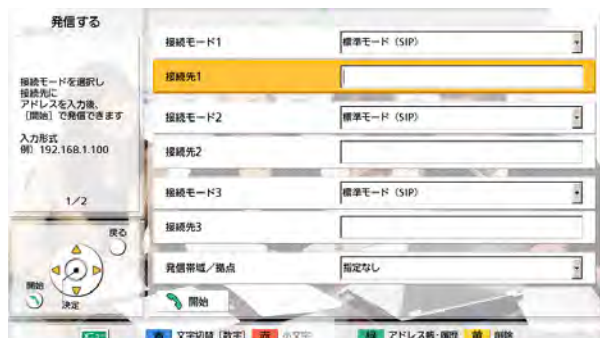 発信する
接続モードを選択し
接続先に
アドレスを入力後、
［開始］で発信できます
入力形式
例）192.168.1.100
1/2
戻る
開始
決定
接続モード1 標準モード（SIP）
接続先1
接続モード2 標準モード（SIP）
接続先2
接続モード3 標準モード（SIP）
接続先3
発信帯域／拠点 指定なし
開始
青 文字切替［数字］ 赤 小文字 緑 アドレス帳・履歴 黄 削除